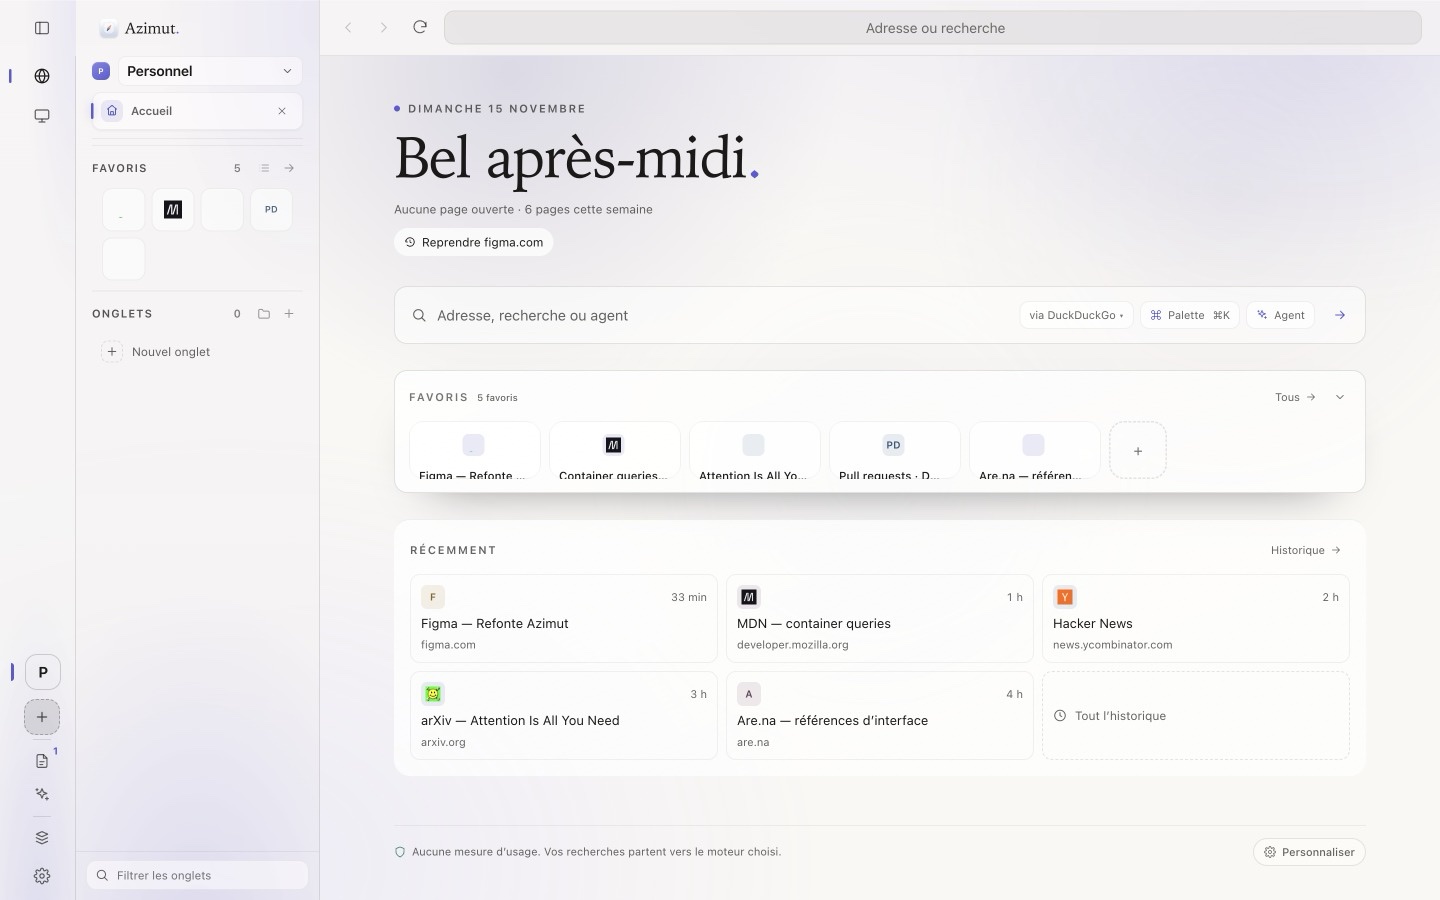 Azimut.
Adresse ou recherche
P Personnel
Accueil
FAVORIS 5
M PD
ONGLETS 0
Nouvel onglet
P
1
Filtrer les onglets
DIMANCHE 15 NOVEMBRE
Bel après-midi.
Aucune page ouverte · 6 pages cette semaine
Reprendre figma.com
Adresse, recherche ou agent
via DuckDuckGo
Palette ⌘K
Agent
FAVORIS 5 favoris
Tous →
Figma — Refonte ...
M
Container queries...
Attention Is All Yo...
PD
Pull requests · D...
Are.na — référen...
RÉCEMMENT
Historique →
F 33 min
Figma — Refonte Azimut
figma.com
M 1 h
MDN — container queries
developer.mozilla.org
Y 2 h
Hacker News
news.ycombinator.com
3 h
arXiv — Attention Is All You Need
arxiv.org
A 4 h
Are.na — références d’interface
are.na
Tout l’historique
Aucune mesure d’usage. Vos recherches partent vers le moteur choisi.
Personnaliser